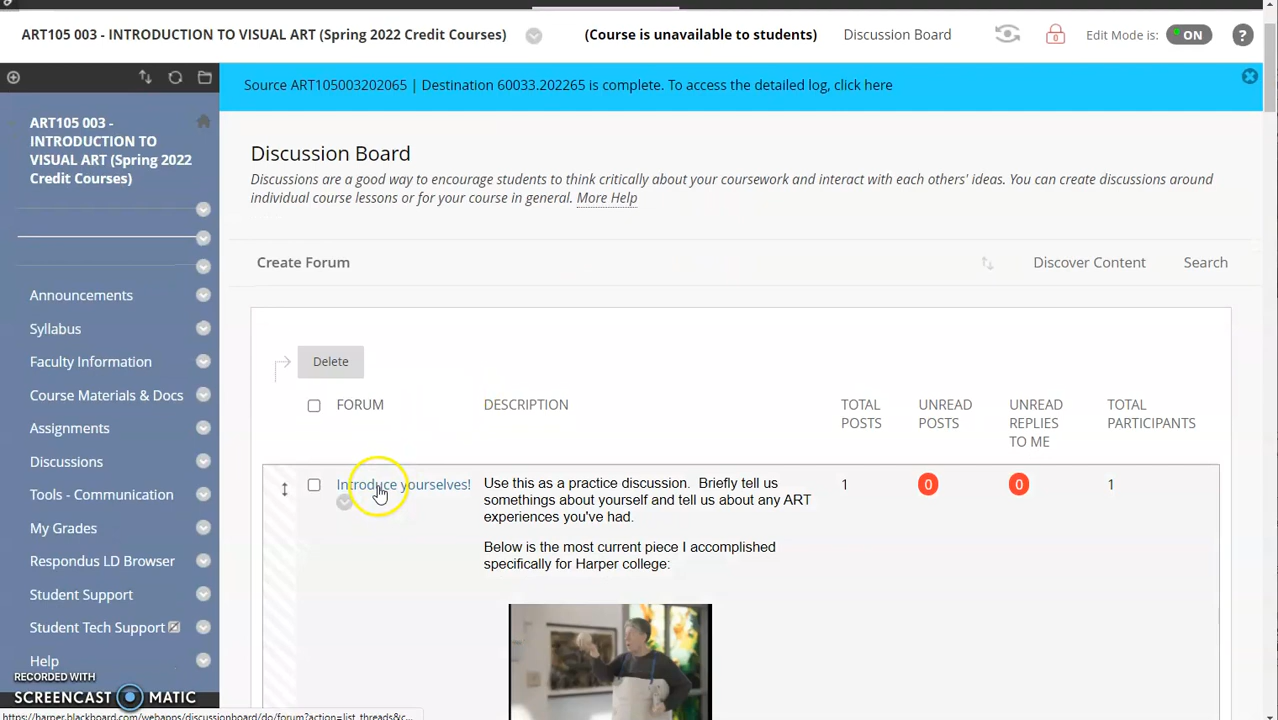 ART105 003 - INTRODUCTION TO VISUAL ART (Spring 2022 Credit Courses)
(Course is unavailable to students)
Discussion Board
Edit Mode is:
ON
?
Source ART105003202065 | Destination 60033.202265 is complete. To access the detailed log, click here
ART105 003 -
INTRODUCTION TO
VISUAL ART (Spring 2022
Credit Courses)
Announcements
Syllabus
Faculty Information
Course Materials & Docs
Assignments
Discussions
Tools - Communication
My Grades
Respondus LD Browser
Student Support
Student Tech Support
Help
RECORDED WITH
SCREENCAST MATIC
Discussion Board
Discussions are a good way to encourage students to think critically about your coursework and interact with each others' ideas. You can create discussions around
individual course lessons or for your course in general. More Help
Create Forum
Discover Content
Search
Delete
FORUM
DESCRIPTION
TOTAL
POSTS
UNREAD
POSTS
UNREAD
REPLIES
TO ME
TOTAL
PARTICIPANTS
Introduce yourselves!
Use this as a practice discussion. Briefly tell us
somethings about yourself and tell us about any ART
experiences you've had.
Below is the most current piece I accomplished
specifically for Harper college:
1
0
0
1
https://harper.blackboard.com/webapps/discussionboard/do/forum?action=list_threads&c...